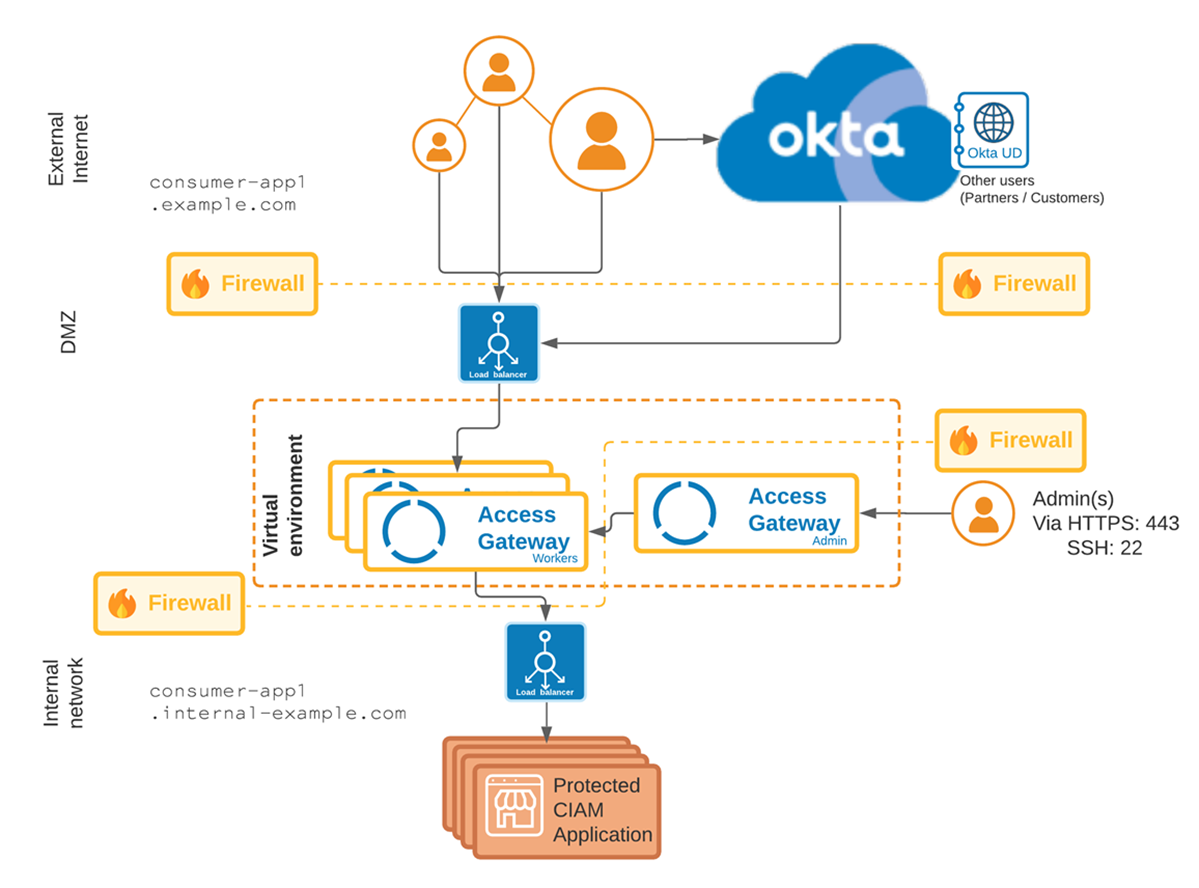 External
Internet
okta
Okta UD
Other users
(Partners / Customers)
consumer-app1
.example.com
Firewall
Firewall
DMZ
Load balancer
Virtual
environment
Firewall
Access
Gateway
Workers
Access
Gateway
Admin
Admin(s)
Via HTTPS: 443
SSH: 22
Firewall
Internal
network
Load balancer
consumer-app1
.internal-example.com
Protected
CIAM
Application